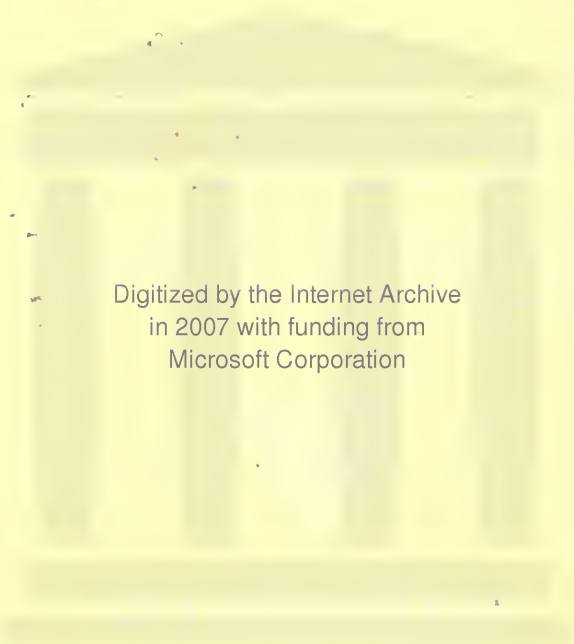 Digitized by the Internet Archive
in 2007 with funding from
Microsoft Corporation